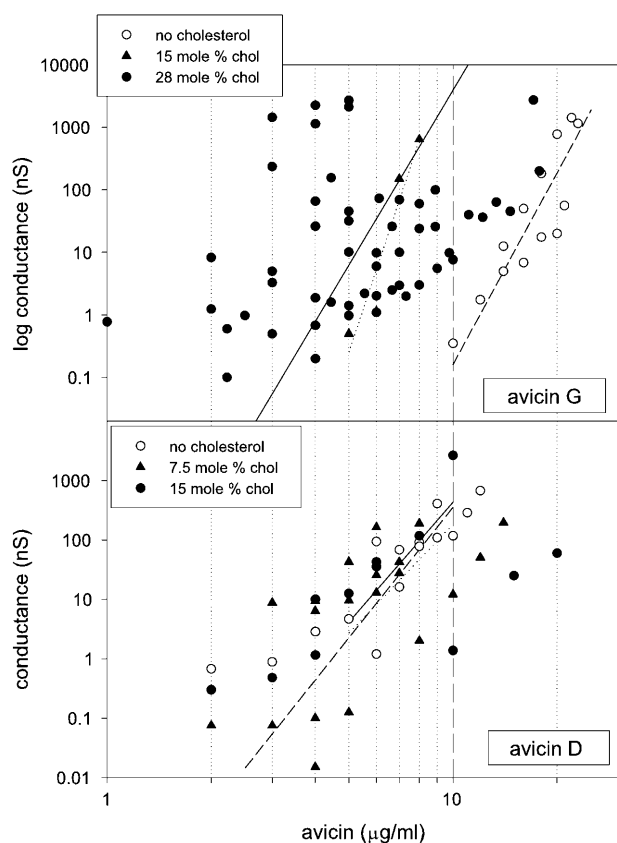 no cholesterol
15 mole % chol
28 mole % chol
10000
1000
100
10
1
0.1
log conductance (nS)
avicin G
no cholesterol
7.5 mole % chol
15 mole % chol
1000
100
10
1
0.1
0.01
conductance (nS)
avicin D
1
10
avicin (μg/ml)